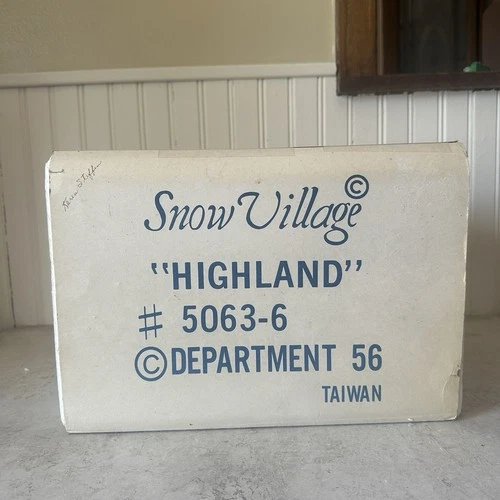 Snow Village©
"HIGHLAND"
# 5063-6
©DEPARTMENT 56
TAIWAN